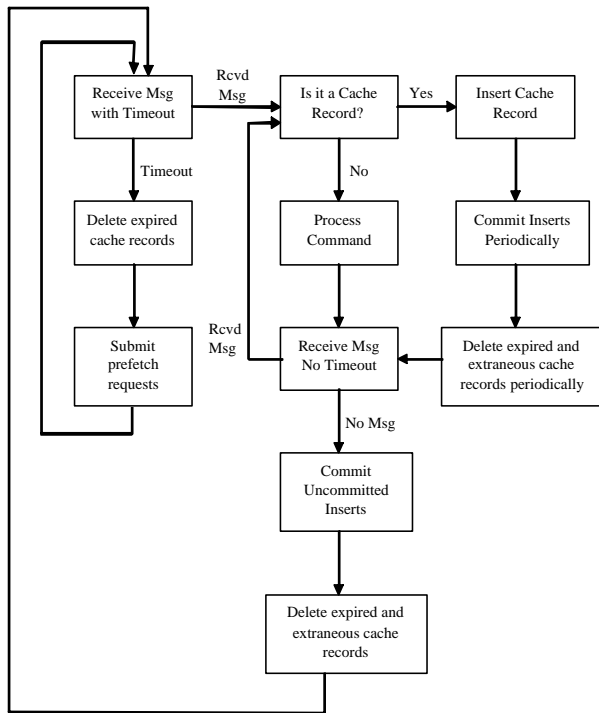 Receive Msg
with Timeout
Rcvd
Msg
Is it a Cache
Record?
Yes
Insert Cache
Record
Timeout
No
Delete expired
cache records
Process
Command
Commit Inserts
Periodically
Submit
prefetch
requests
Rcvd
Msg
Receive Msg
No Timeout
Delete expired and
extraneous cache
records periodically
No Msg
Commit
Uncommitted
Inserts
Delete expired and
extraneous cache
records